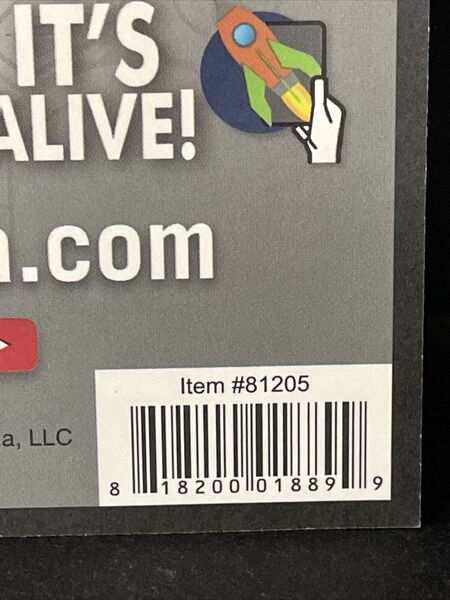 IT'S
ALIVE!
.com
Item #81205
a, LLC
8 18200 01889 9